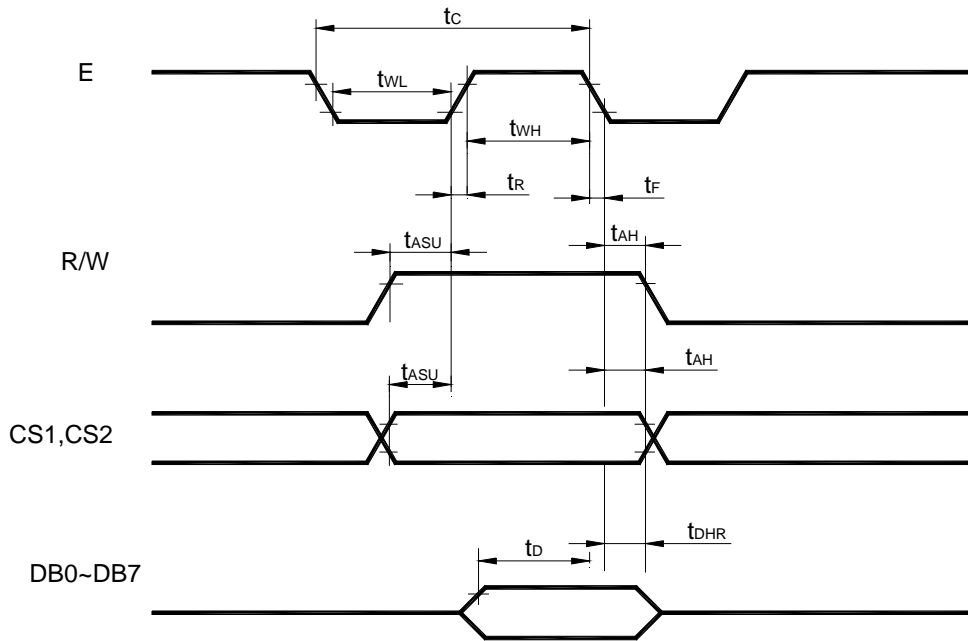 tC
E
tWL
tWH
tR
tF
tASU
tAH
R/W
tAH
tASU
CS1,CS2
tDHR
tD
DB0~DB7